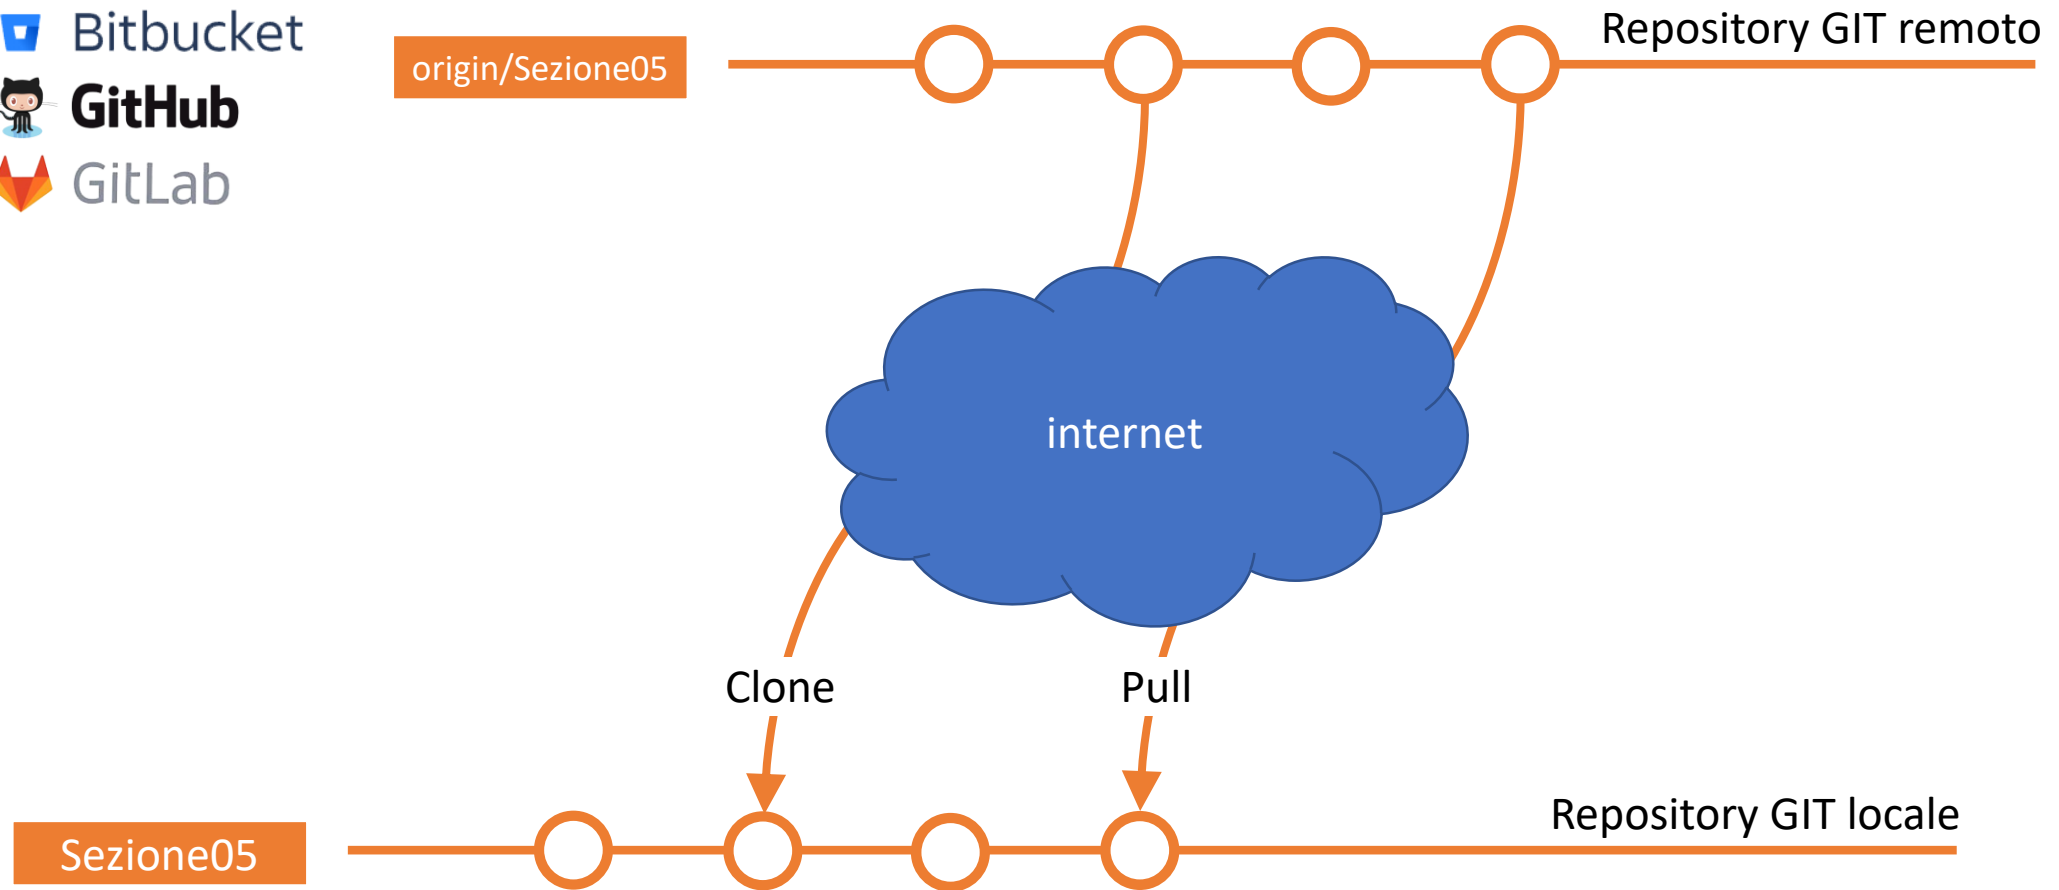 Bitbucket
GitHub
GitLab
origin/Sezione05
Repository GIT remoto
internet
Clone
Pull
Repository GIT locale
Sezione05